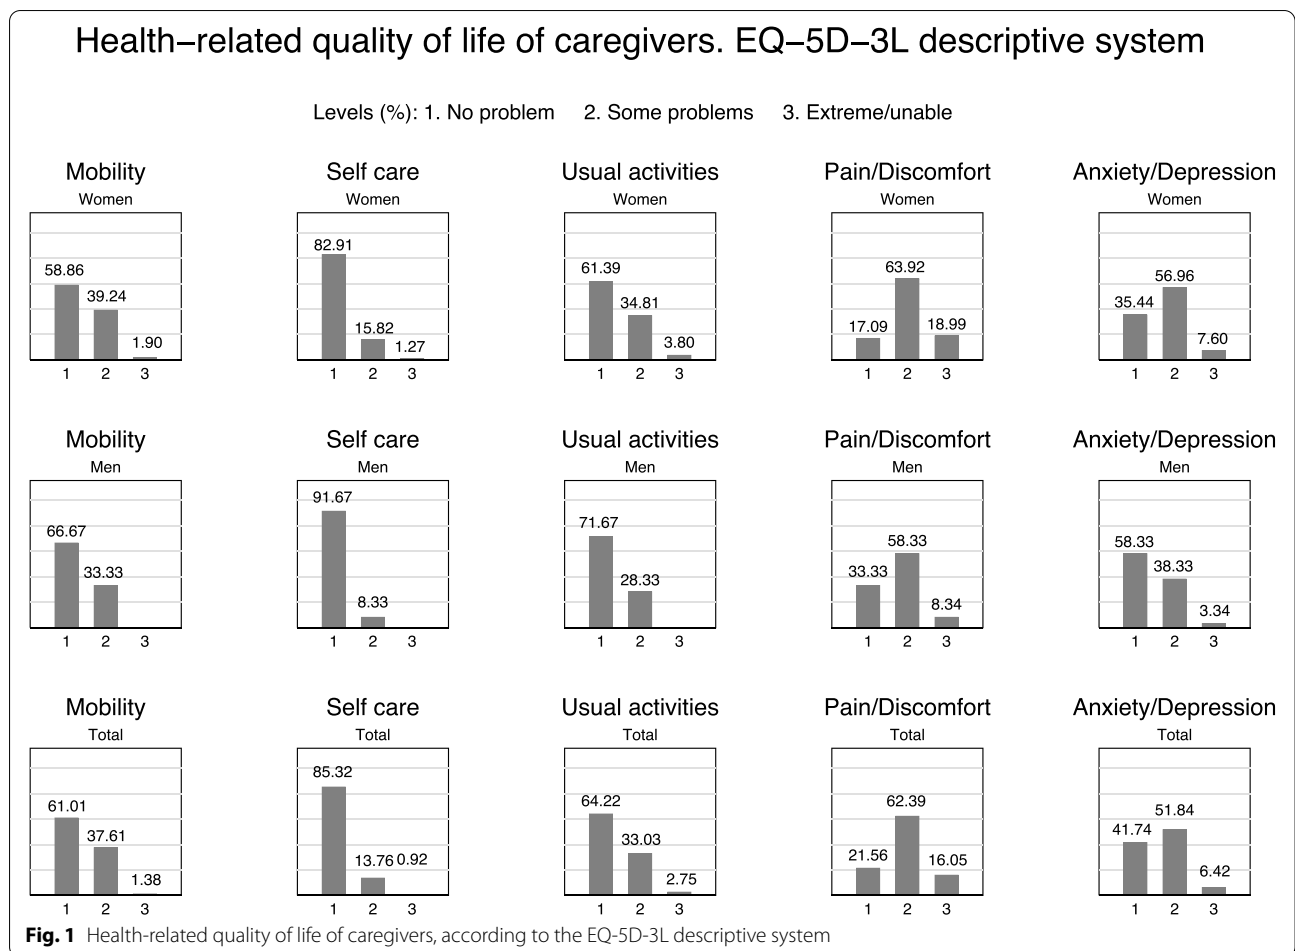 Health–related quality of life of caregivers. EQ–5D–3L descriptive system
Levels (%): 1. No problem 2. Some problems 3. Extreme/unable
Mobility Self care Usual activities Pain/Discomfort Anxiety/Depression
Women Women Women Women Women
58.86 39.24 1.90 82.91 15.82 1.27 61.39 34.81 3.80 17.09 63.92 18.99 35.44 56.96 7.60
1 2 3 1 2 3 1 2 3 1 2 3 1 2 3
Mobility Self care Usual activities Pain/Discomfort Anxiety/Depression
Men Men Men Men Men
66.67 33.33 91.67 8.33 71.67 28.33 33.33 58.33 8.34 58.33 38.33 3.34
1 2 3 1 2 3 1 2 3 1 2 3 1 2 3
Mobility Self care Usual activities Pain/Discomfort Anxiety/Depression
Total Total Total Total Total
61.01 37.61 1.38 85.32 13.76 0.92 64.22 33.03 2.75 21.56 62.39 16.05 41.74 51.84 6.42
1 2 3 1 2 3 1 2 3 1 2 3 1 2 3
Fig. 1 Health-related quality of life of caregivers, according to the EQ-5D-3L descriptive system